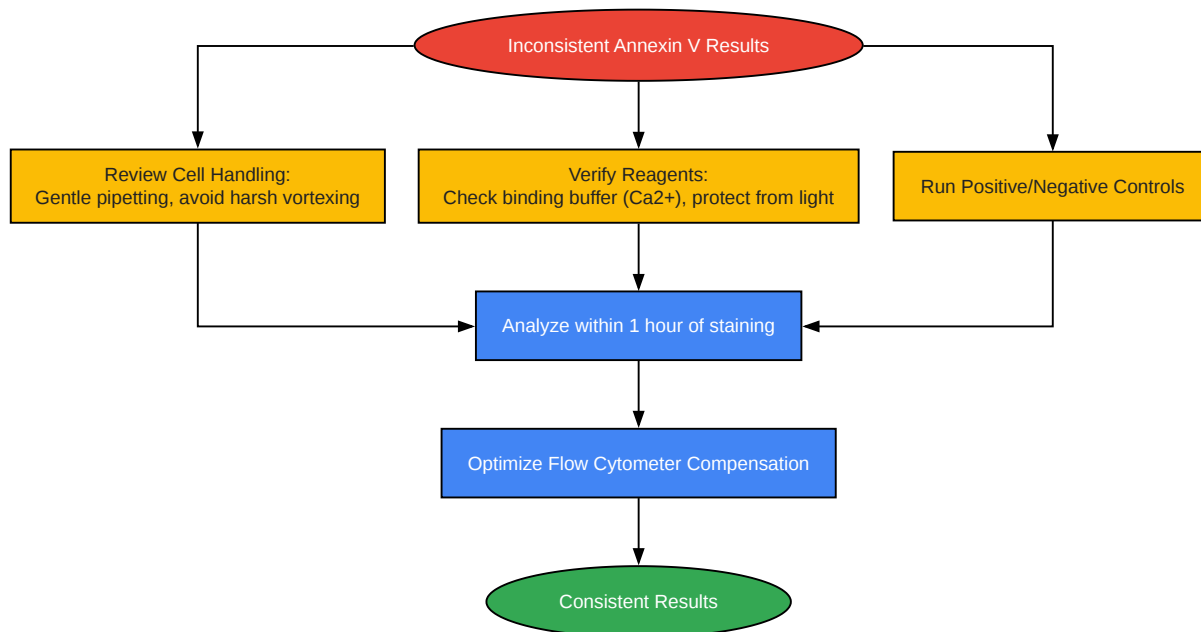 Inconsistent Annexin V Results
Review Cell Handling:
Gentle pipetting, avoid harsh vortexing
Verify Reagents:
Check binding buffer (Ca2+), protect from light
Run Positive/Negative Controls
Analyze within 1 hour of staining
Optimize Flow Cytometer Compensation
Consistent Results